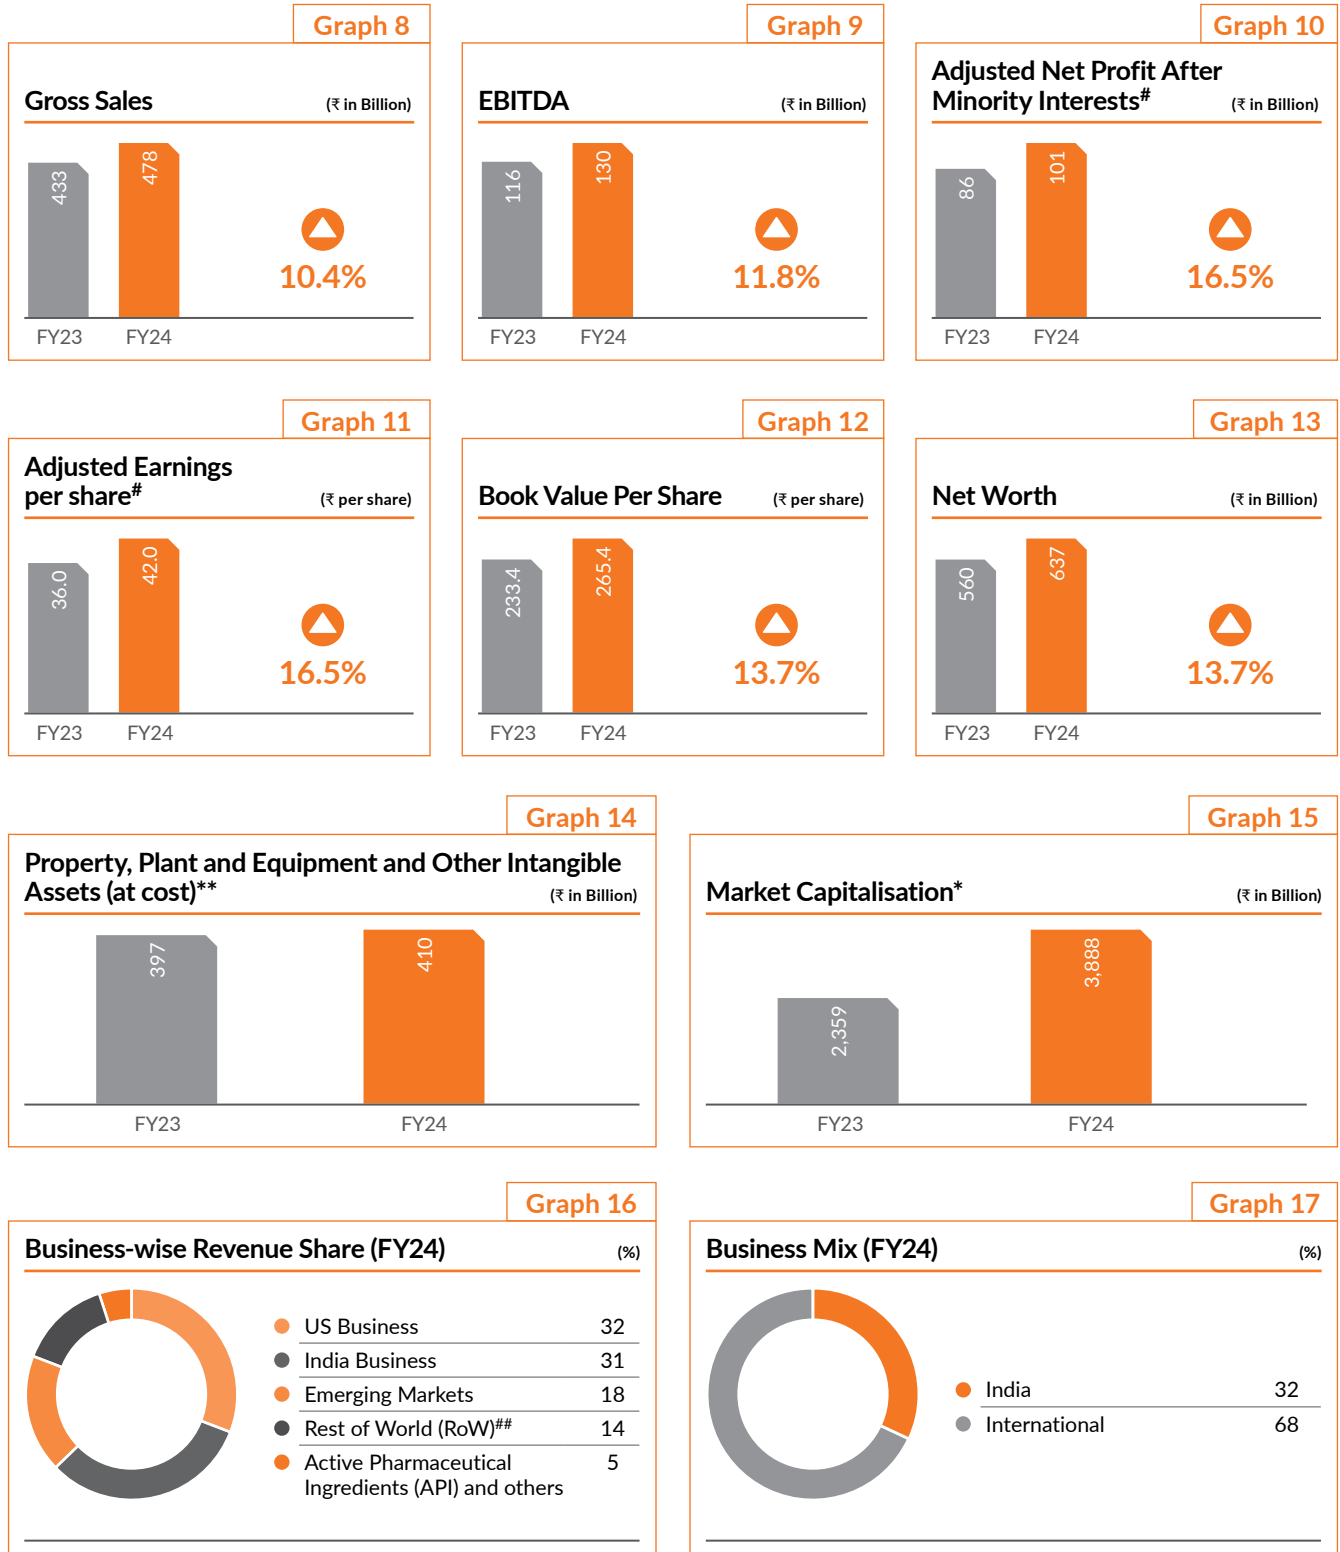 Graph 8
Gross Sales (₹ in Billion)
433
478
10.4%
FY23 FY24
Graph 9
EBITDA (₹ in Billion)
116
130
11.8%
FY23 FY24
Graph 10
Adjusted Net Profit After
Minority Interests# (₹ in Billion)
86
101
16.5%
FY23 FY24
Graph 11
Adjusted Earnings
per share# (₹ per share)
36.0
42.0
16.5%
FY23 FY24
Graph 12
Book Value Per Share (₹ per share)
233.4
265.4
13.7%
FY23 FY24
Graph 13
Net Worth (₹ in Billion)
560
637
13.7%
FY23 FY24
Graph 14
Property, Plant and Equipment and Other Intangible
Assets (at cost)** (₹ in Billion)
397
410
FY23 FY24
Graph 15
Market Capitalisation* (₹ in Billion)
2,359
3,888
FY23 FY24
Graph 16
Business-wise Revenue Share (FY24) (%)
US Business 32
India Business 31
Emerging Markets 18
Rest of World (RoW)## 14
Active Pharmaceutical 5
Ingredients (API) and others
Graph 17
Business Mix (FY24) (%)
India 32
International 68